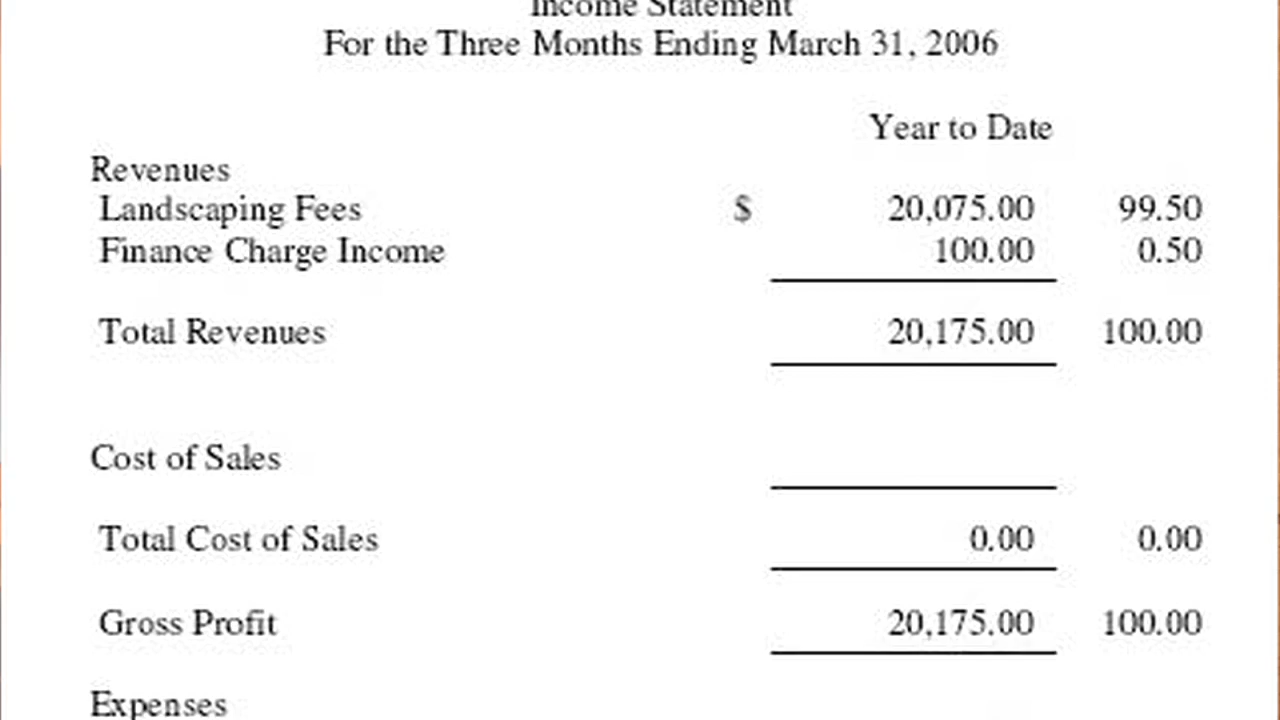 Income Statement
For the Three Months Ending March 31, 2006
Year to Date
Revenues
Landscaping Fees $ 20,075.00 99.50
Finance Charge Income 100.00 0.50
Total Revenues 20,175.00 100.00
Cost of Sales
Total Cost of Sales 0.00 0.00
Gross Profit 20,175.00 100.00
Expenses